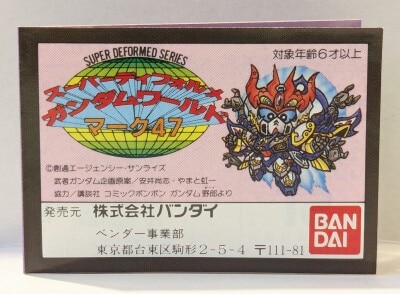 SUPER DEFORMED SERIES
対象年齢6才以上
スーパーディフォルメ
ガンダムワールド
マーク47
©創通エージェンシー・サンライズ
武者ガンダム企画原案/安井尚志・やまと虹一
協力/講談社 コミックボンボン ガンダム野郎より
発売元 株式会社バンダイ
ベンダー事業部
東京都台東区駒形2-5-4 〒111-81
BAN
DAI